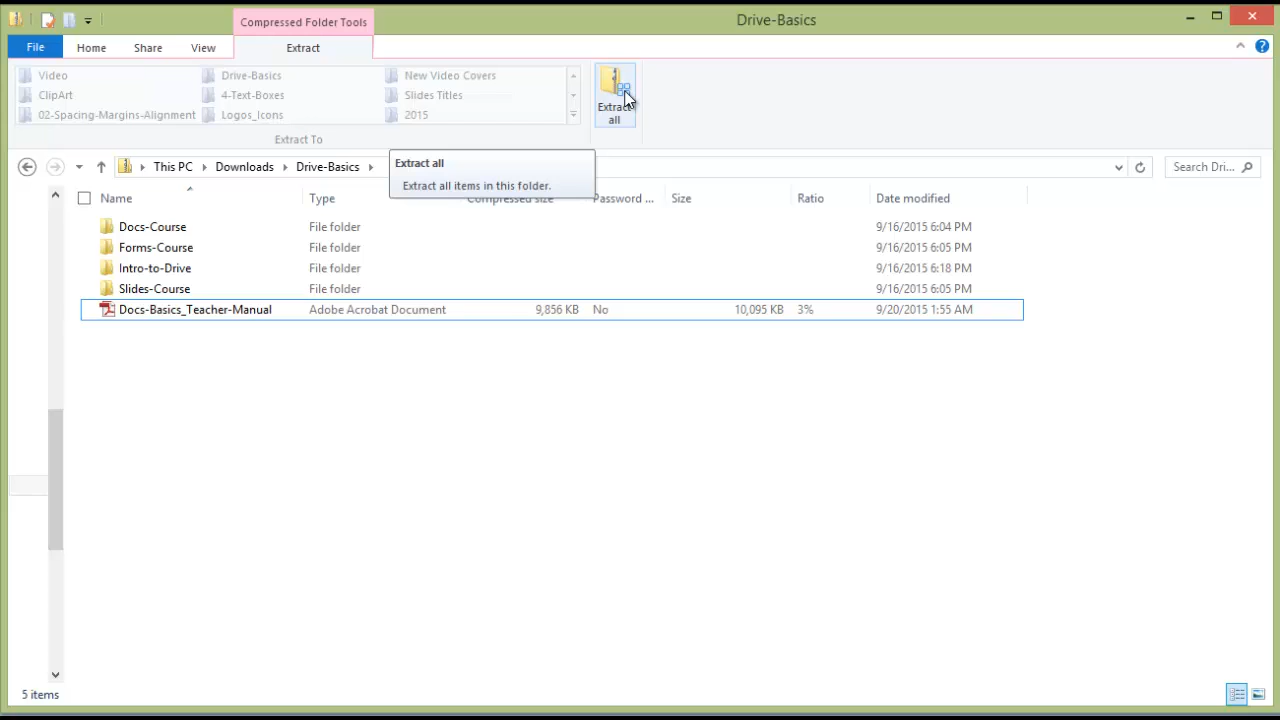 Compressed Folder Tools
Drive-Basics
File Home Share View Extract
Video Drive-Basics New Video Covers
ClipArt 4-Text-Boxes Slides Titles
02-Spacing-Margins-Alignment Logos_Icons 2015
Extract all
Extract To
This PC Downloads Drive-Basics
Search Dri...
Extract all
Extract all items in this folder.
Name Type Compressed size Password ... Size Ratio Date modified
Docs-Course File folder 9/16/2015 6:04 PM
Forms-Course File folder 9/16/2015 6:05 PM
Intro-to-Drive File folder 9/16/2015 6:18 PM
Slides-Course File folder 9/16/2015 6:05 PM
Docs-Basics_Teacher-Manual Adobe Acrobat Document 9,856 KB No 10,095 KB 3% 9/20/2015 1:55 AM
5 items